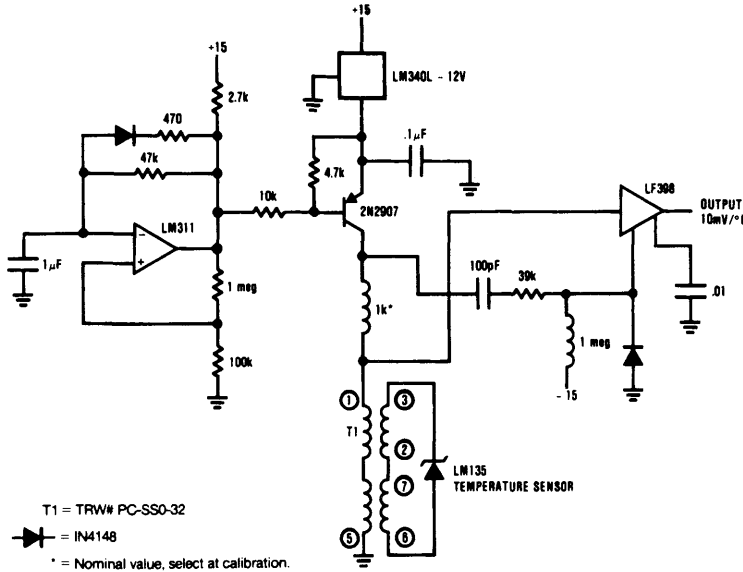 +15
+15
2.7k
LM340L – 12V
470
.1μF
47k
4.7k
LF398
OUTPUT
10mV/°
10k
2N2907
LM311
–
+
1μF
100pF
39k
.01
1 meg
1k*
1 meg
100k
– 15
1
3
T1
2
7
LM135
TEMPERATURE SENSOR
5
6
T1 = TRW# PC-SS0-32
= IN4148
* = Nominal value, select at calibration.